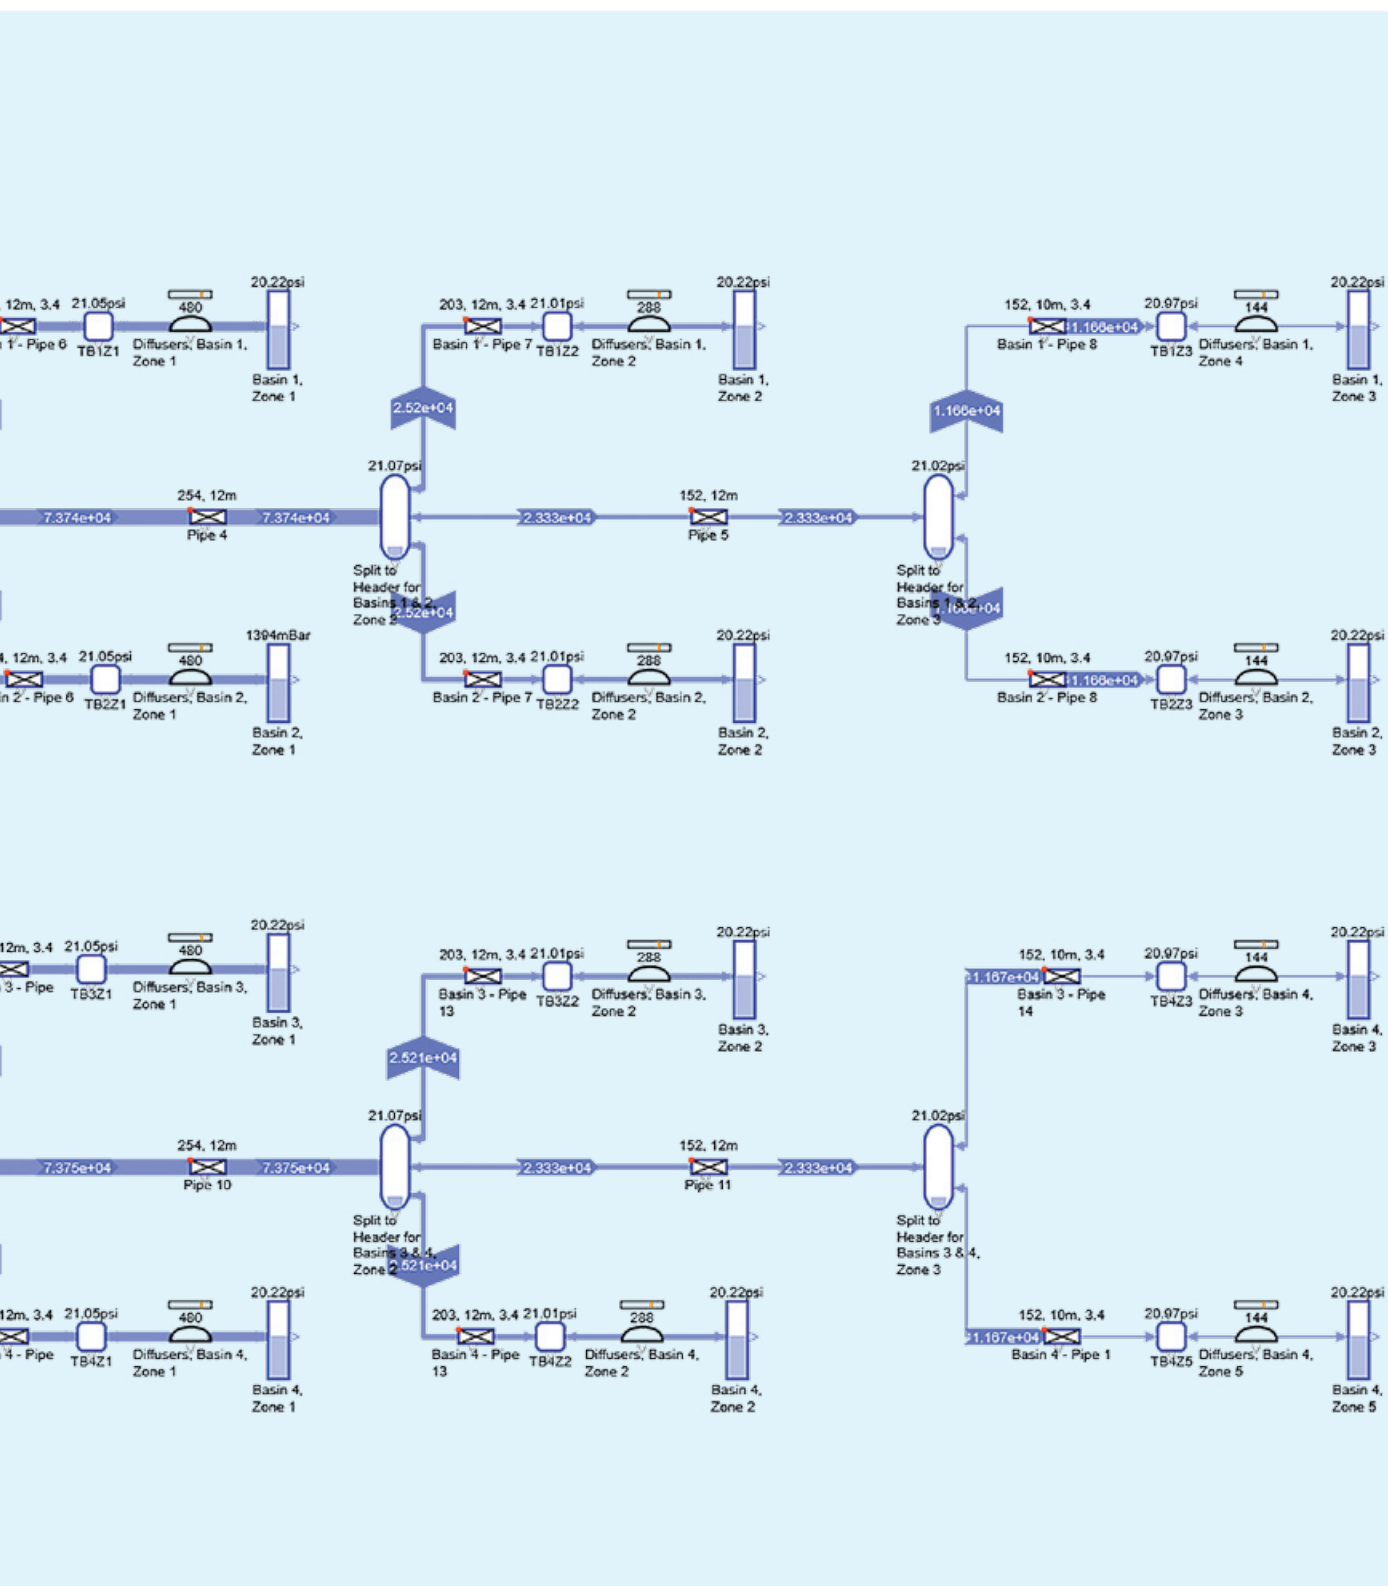 20.22psi
, 12m, 3.4
21.05psi
480
n 1 - Pipe 6
TB1Z1
Diffusers, Basin 1,
Zone 1
Basin 1,
Zone 1
203, 12m, 3.4
21.01psi
288
20.22psi
Basin 1 - Pipe 7
TB1Z2
Diffusers, Basin 1,
Zone 2
Basin 1,
Zone 2
152, 10m, 3.4
1.166e+04
20.97psi
144
20.22psi
Basin 1 - Pipe 8
TB1Z3
Diffusers, Basin 1,
Zone 4
Basin 1,
Zone 3
2.52e+04
1.166e+04
21.07psi
21.02psi
7.374e+04
254, 12m
Pipe 4
7.374e+04
2.333e+04
152, 12m
Pipe 5
2.333e+04
Split to
Header for
Basins 1 & 2,
Zone 2
2.52e+04
Split to
Header for
Basins 1 & 2,
Zone 3
1.166e+04
1394mBar
4, 12m, 3.4
21.05psi
480
in 2 - Pipe 6
TB2Z1
Diffusers, Basin 2,
Zone 1
Basin 2,
Zone 1
203, 12m, 3.4
21.01psi
288
20.22psi
Basin 2 - Pipe 7
TB2Z2
Diffusers, Basin 2,
Zone 2
Basin 2,
Zone 2
152, 10m, 3.4
1.166e+04
20.97psi
144
20.22psi
Basin 2 - Pipe 8
TB2Z3
Diffusers, Basin 2,
Zone 3
Basin 2,
Zone 3
20.22psi
12m, 3.4
21.05psi
480
3 - Pipe
TB3Z1
Diffusers, Basin 3,
Zone 1
Basin 3,
Zone 1
203, 12m, 3.4
21.01psi
288
20.22psi
Basin 3 - Pipe
13
TB3Z2
Diffusers, Basin 3,
Zone 2
Basin 3,
Zone 2
152, 10m, 3.4
1.167e+04
20.97psi
144
20.22psi
Basin 3 - Pipe
14
TB4Z3
Diffusers, Basin 4,
Zone 3
Basin 4,
Zone 3
2.521e+04
21.07psi
21.02psi
7.375e+04
254, 12m
Pipe 10
7.375e+04
2.333e+04
152, 12m
Pipe 11
2.333e+04
Split to
Header for
Basins 3 & 4,
Zone 2
2.521e+04
Split to
Header for
Basins 3 & 4,
Zone 3
20.22psi
12m, 3.4
21.05psi
480
4 - Pipe
TB4Z1
Diffusers, Basin 4,
Zone 1
Basin 4,
Zone 1
203, 12m, 3.4
21.01psi
288
20.22psi
Basin 4 - Pipe
13
TB4Z2
Diffusers, Basin 4,
Zone 2
Basin 4,
Zone 2
152, 10m, 3.4
1.167e+04
20.97psi
144
20.22psi
Basin 4 - Pipe 1
TB4Z5
Diffusers, Basin 4,
Zone 5
Basin 4,
Zone 5